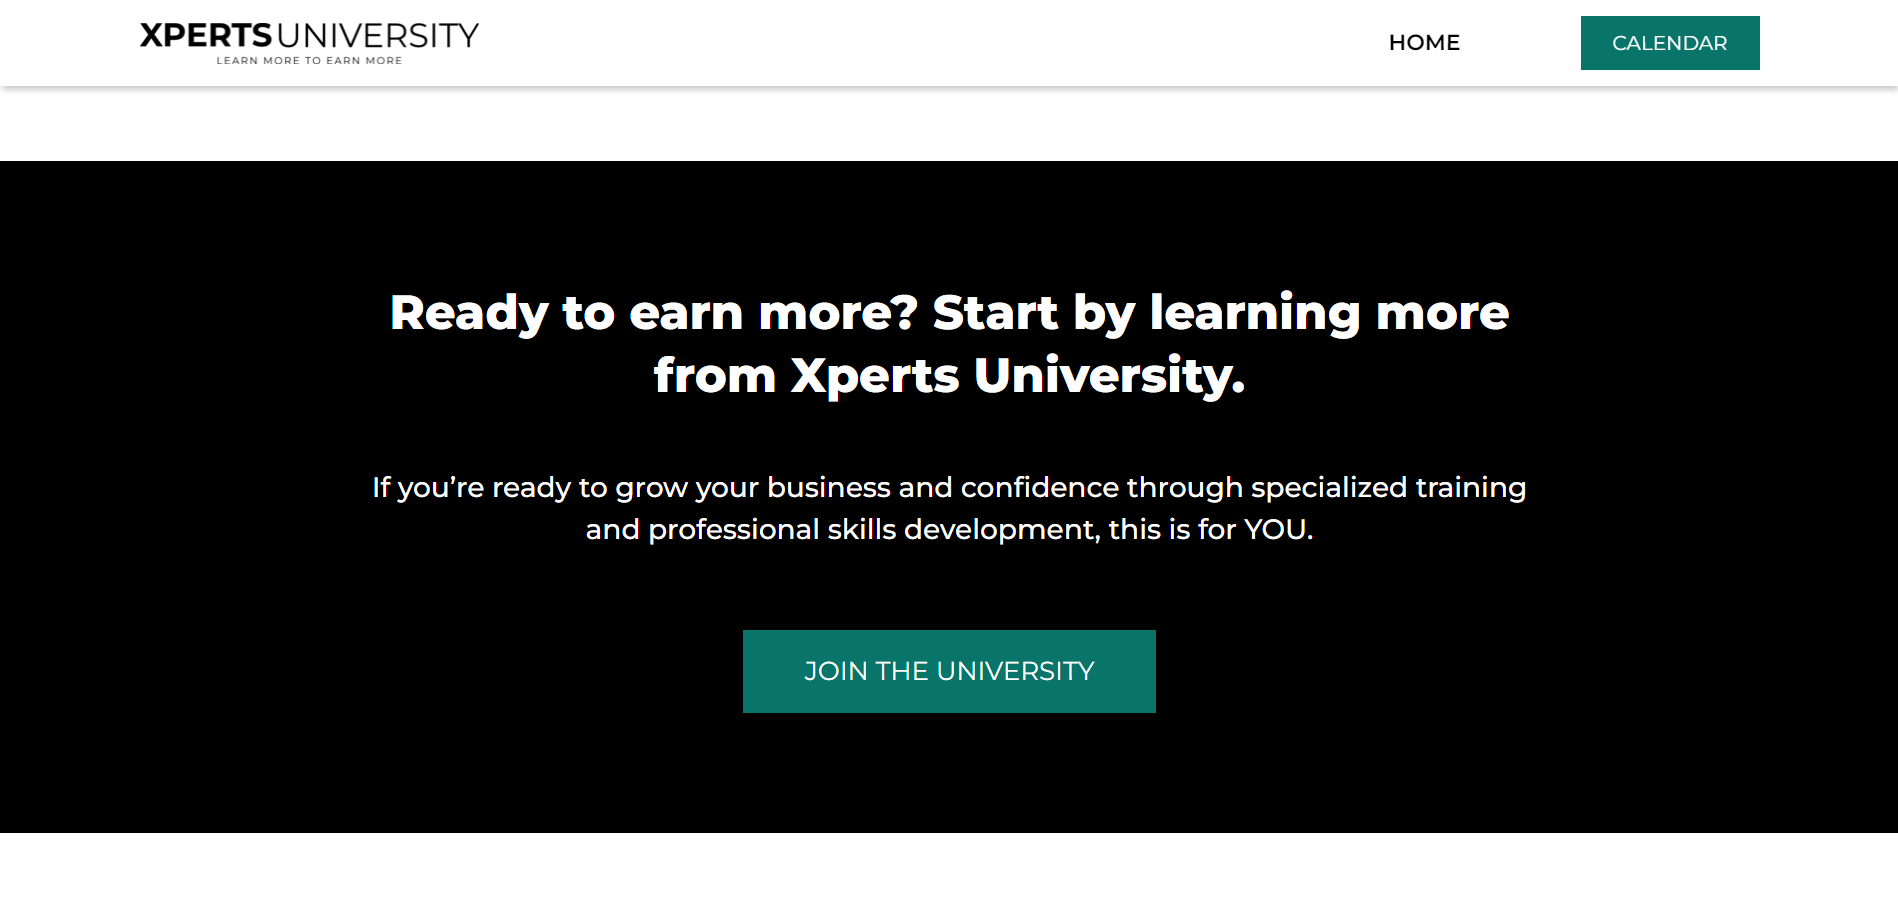 XPERTS UNIVERSITY
LEARN MORE TO EARN MORE
HOME
CALENDAR
Ready to earn more? Start by learning more
from Xperts University.
If you’re ready to grow your business and confidence through specialized training
and professional skills development, this is for YOU.
JOIN THE UNIVERSITY